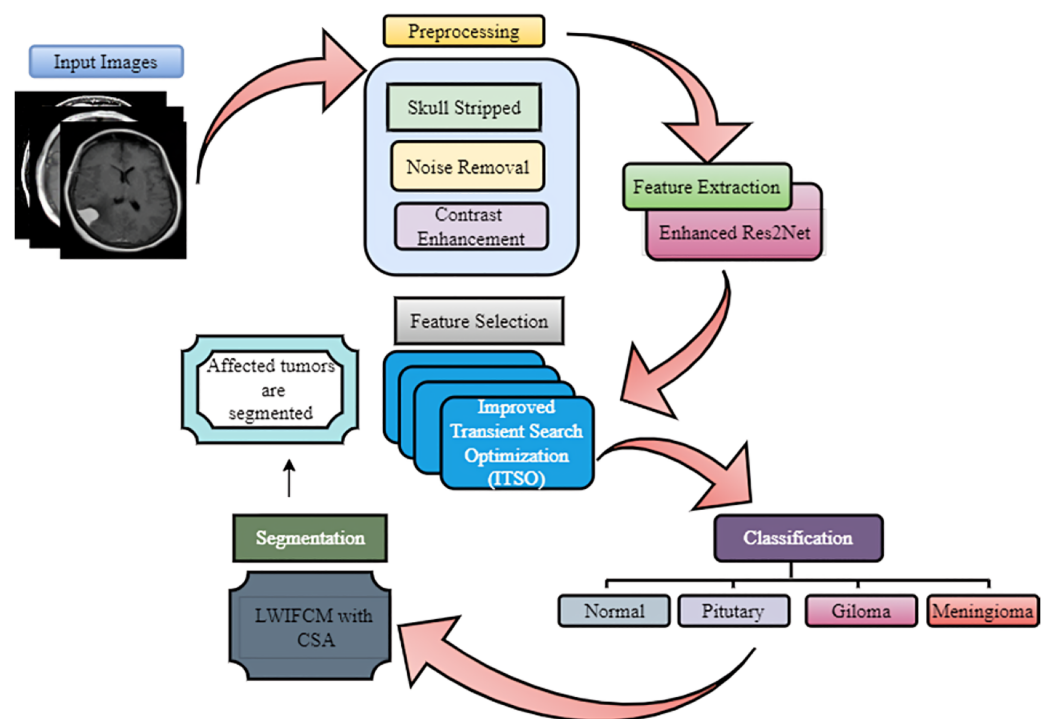 Input Images
Preprocessing
Skull Stripped
Noise Removal
Contrast
Enhancement
Feature Extraction
Enhanced Res2Net
Feature Selection
Improved
Transient Search
Optimization
(ITSO)
Classification
Normal
Pitutary
Giloma
Meningioma
Segmentation
LWIFCM with
CSA
Affected tumors
are
segmented